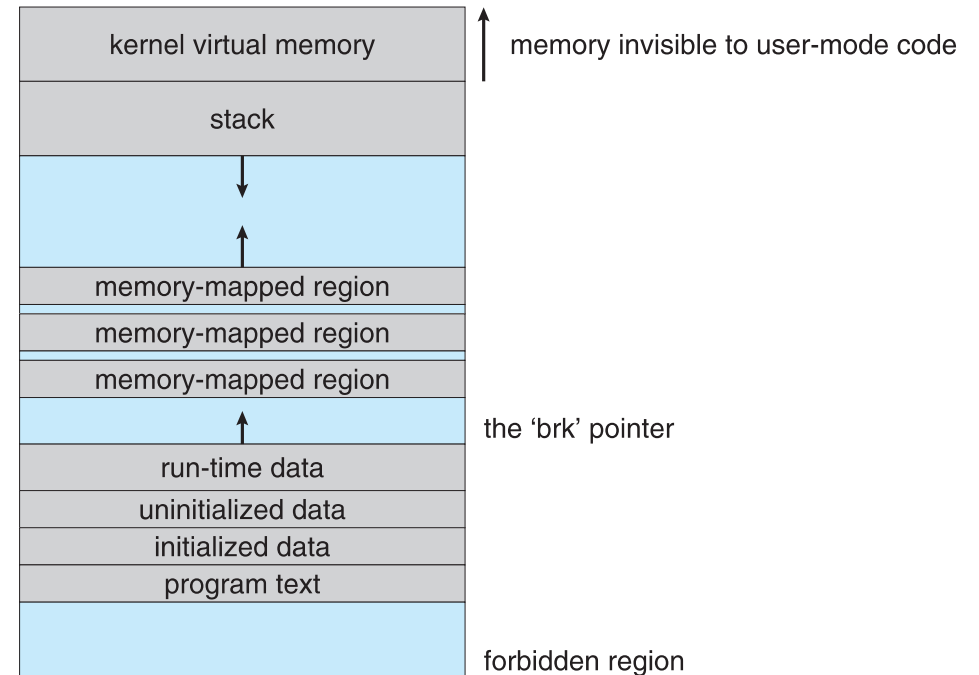 kernel virtual memory
memory invisible to user-mode code
stack
memory-mapped region
memory-mapped region
memory-mapped region
the ‘brk’ pointer
run-time data
uninitialized data
initialized data
program text
forbidden region